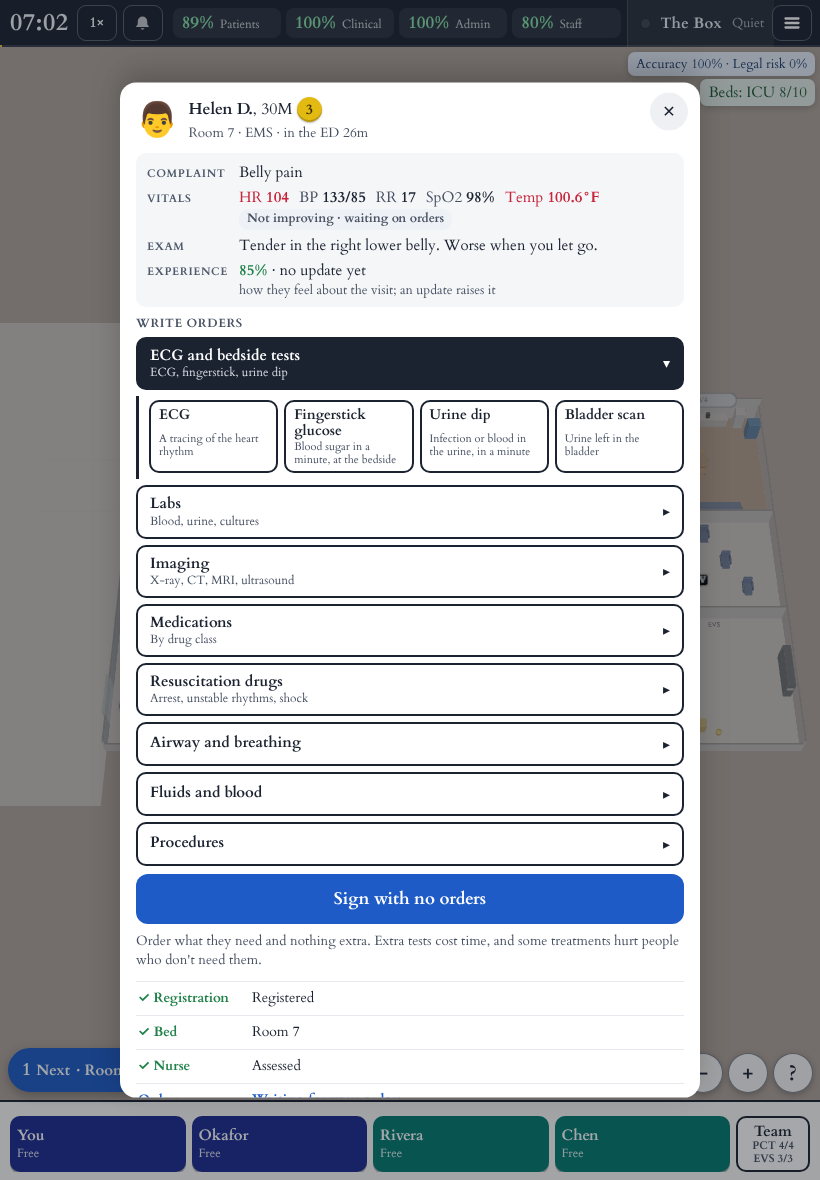 07:02
1×
89% Patients
100% Clinical
100% Admin
80% Staff
The Box Quiet
Accuracy 100% · Legal risk 0%
Beds: ICU 8/10
Helen D., 30M 3
Room 7 · EMS · in the ED 26m
✕
COMPLAINT Belly pain
VITALS HR 104 BP 133/85 RR 17 SpO2 98% Temp 100.6°F
Not improving · waiting on orders
EXAM Tender in the right lower belly. Worse when you let go.
EXPERIENCE 85% · no update yet
how they feel about the visit; an update raises it
WRITE ORDERS
ECG and bedside tests
ECG, fingerstick, urine dip
ECG
A tracing of the heart
rhythm
Fingerstick
glucose
Blood sugar in a
minute, at the bedside
Urine dip
Infection or blood in
the urine, in a minute
Bladder scan
Urine left in the
bladder
Labs
Blood, urine, cultures
Imaging
X-ray, CT, MRI, ultrasound
Medications
By drug class
Resuscitation drugs
Arrest, unstable rhythms, shock
Airway and breathing
Fluids and blood
Procedures
EVS
Sign with no orders
Order what they need and nothing extra. Extra tests cost time, and some treatments hurt people
who don't need them.
✓ Registration Registered
✓ Bed Room 7
✓ Nurse Assessed
1 Next · Room
− + ?
You
Free
Okafor
Free
Rivera
Free
Chen
Free
Team
PCT 4/4
EVS 3/3